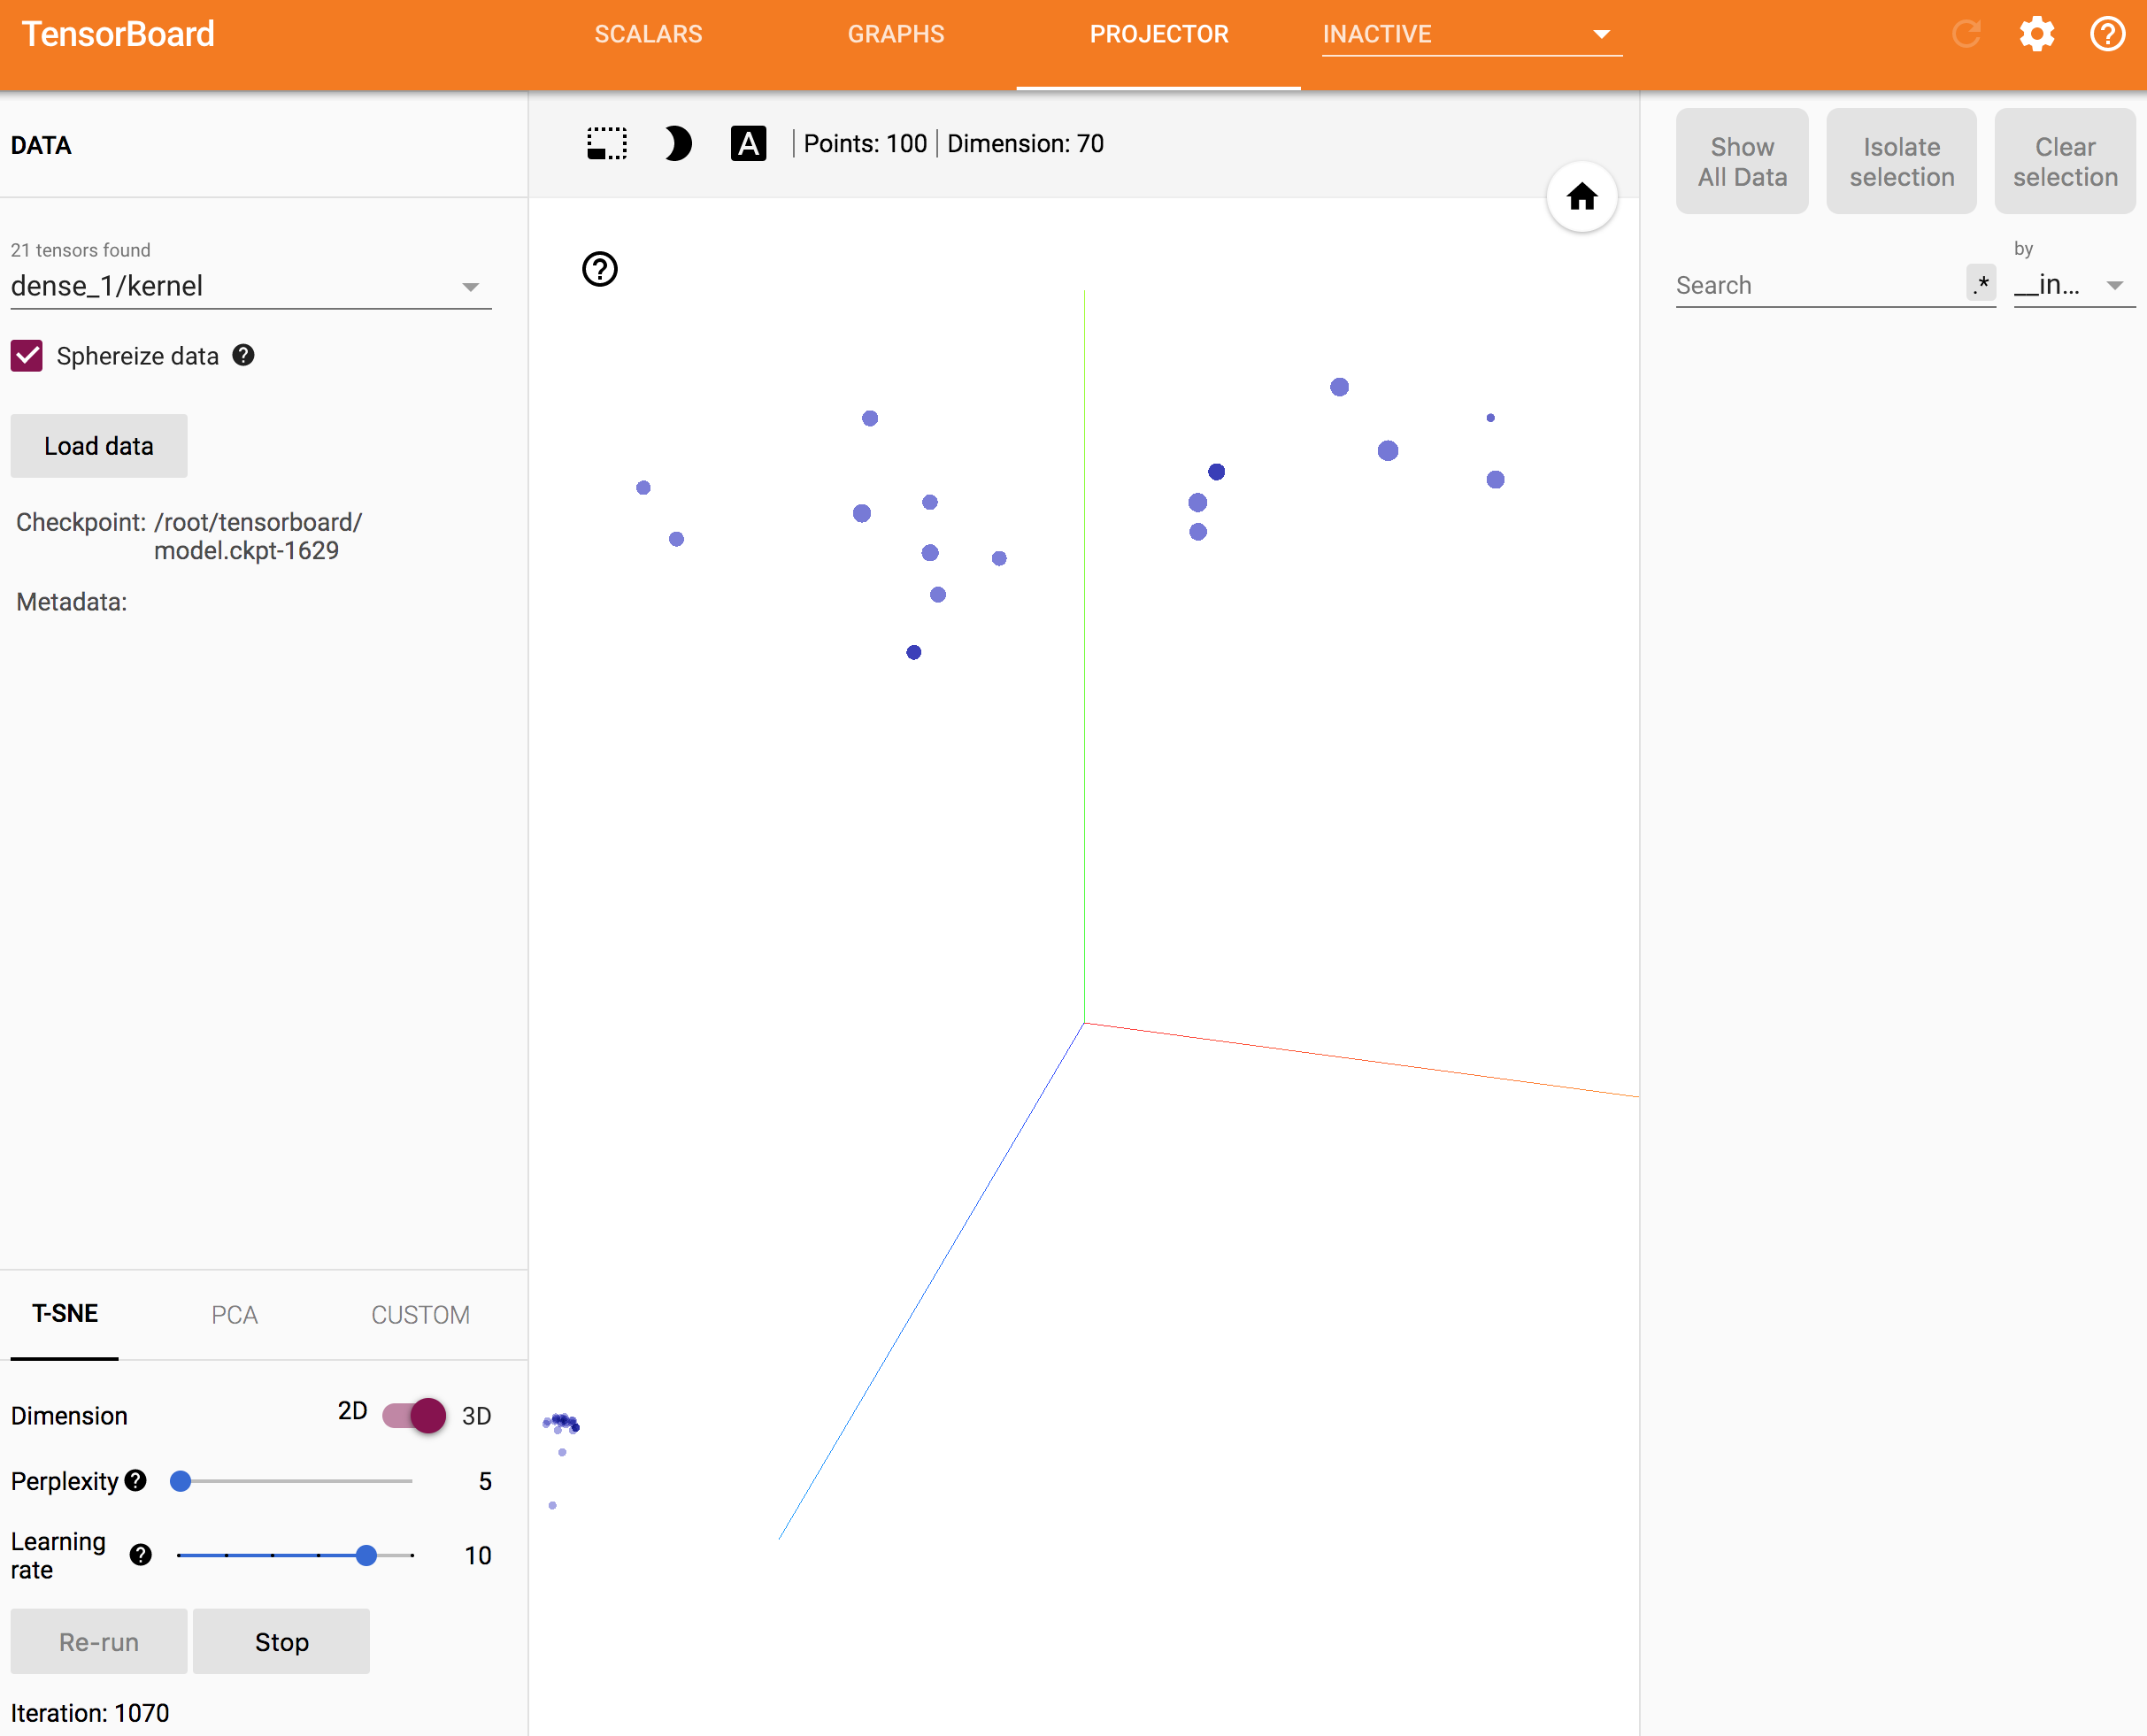 TensorBoard
SCALARS
GRAPHS
PROJECTOR
INACTIVE
DATA
A
Points: 100
Dimension: 70
Show
All Data
Isolate
selection
Clear
selection
21 tensors found
dense_1/kernel
by
Search
.*
__in...
Sphereize data
Load data
Checkpoint: /root/tensorboard/
model.ckpt-1629
Metadata:
T-SNE
PCA
CUSTOM
Dimension
2D
3D
Perplexity
5
Learning
rate
10
Re-run
Stop
Iteration: 1070